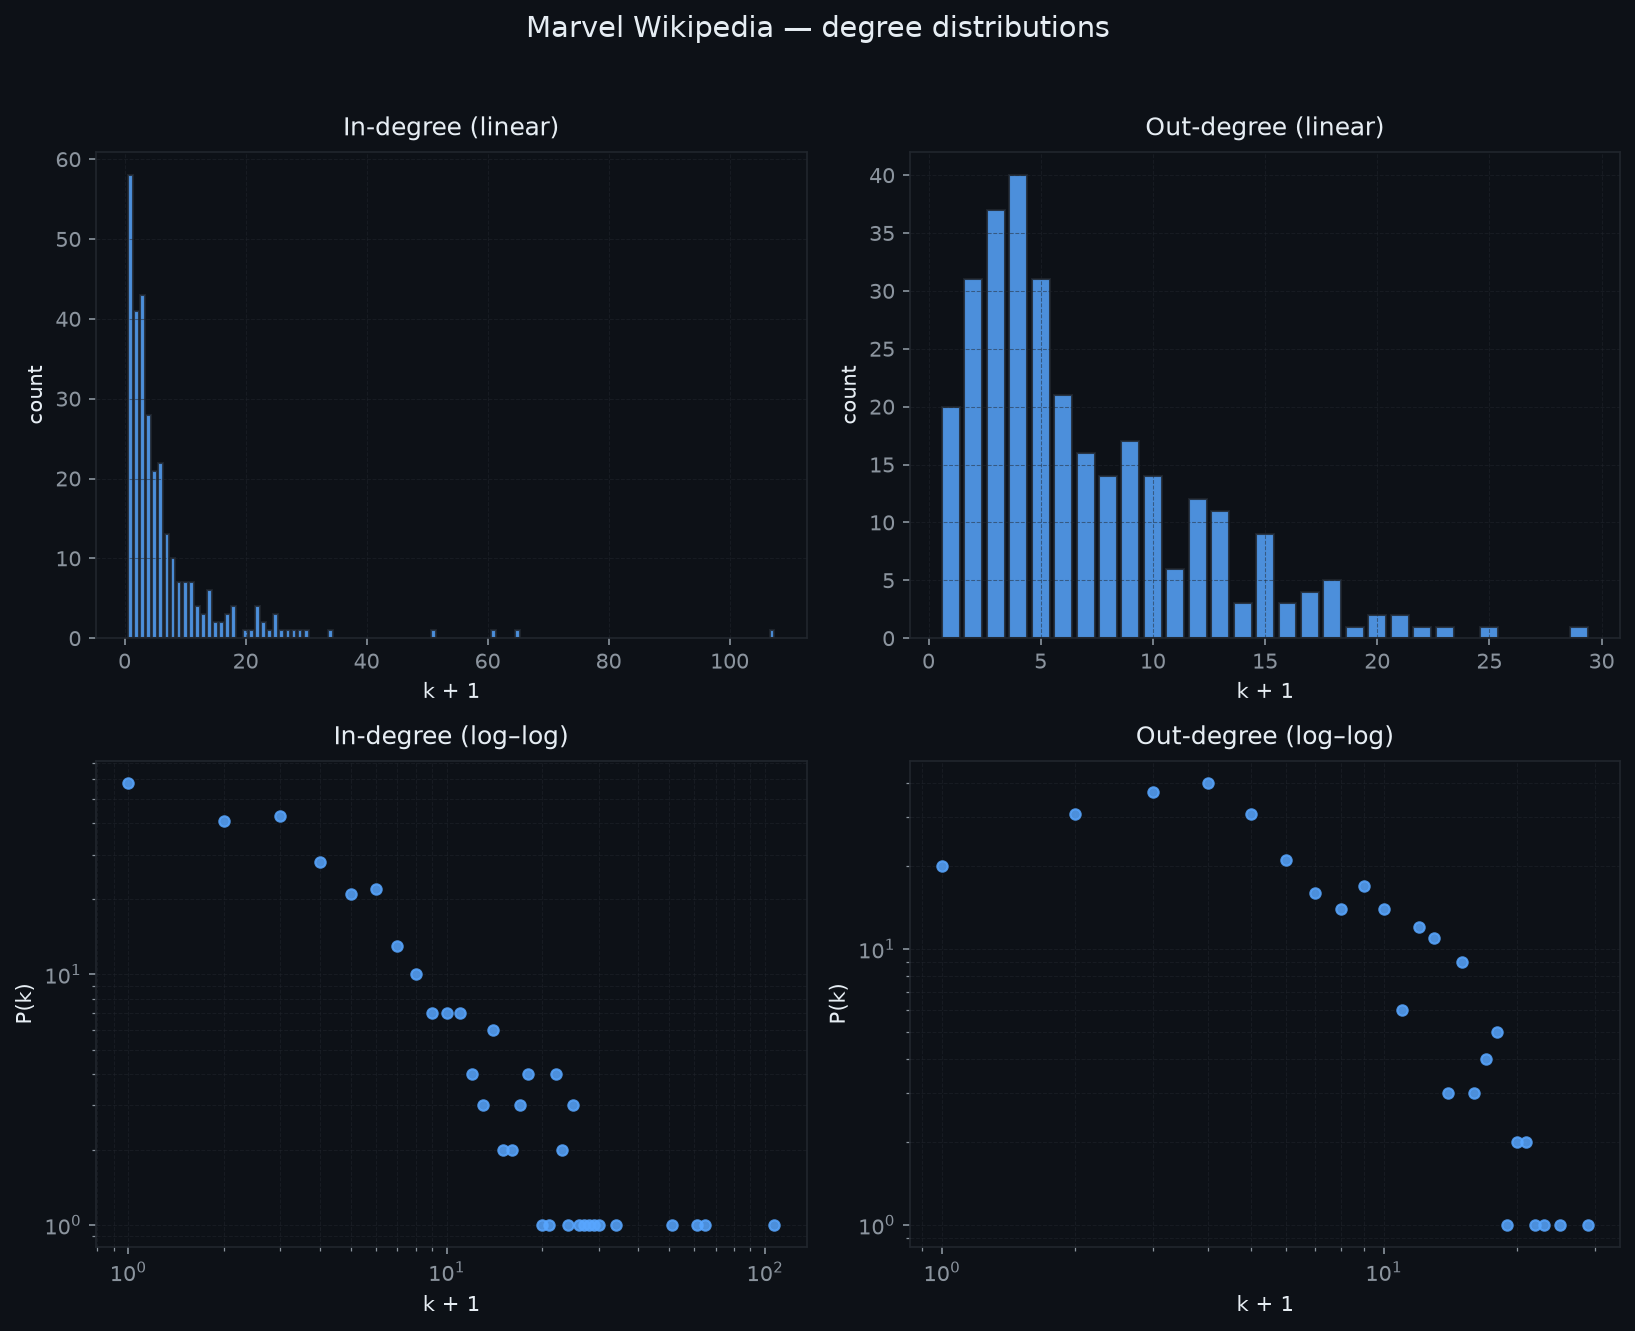 Marvel Wikipedia — degree distributions
In-degree (linear)
60
50
40
30
20
10
0
count
0 20 40 60 80 100
k + 1
Out-degree (linear)
40
35
30
25
20
15
10
5
0
count
0 5 10 15 20 25 30
k + 1
In-degree (log–log)
10¹
10⁰
P(k)
10⁰ 10¹ 10²
k + 1
Out-degree (log–log)
10¹
10⁰
P(k)
10⁰ 10¹
k + 1